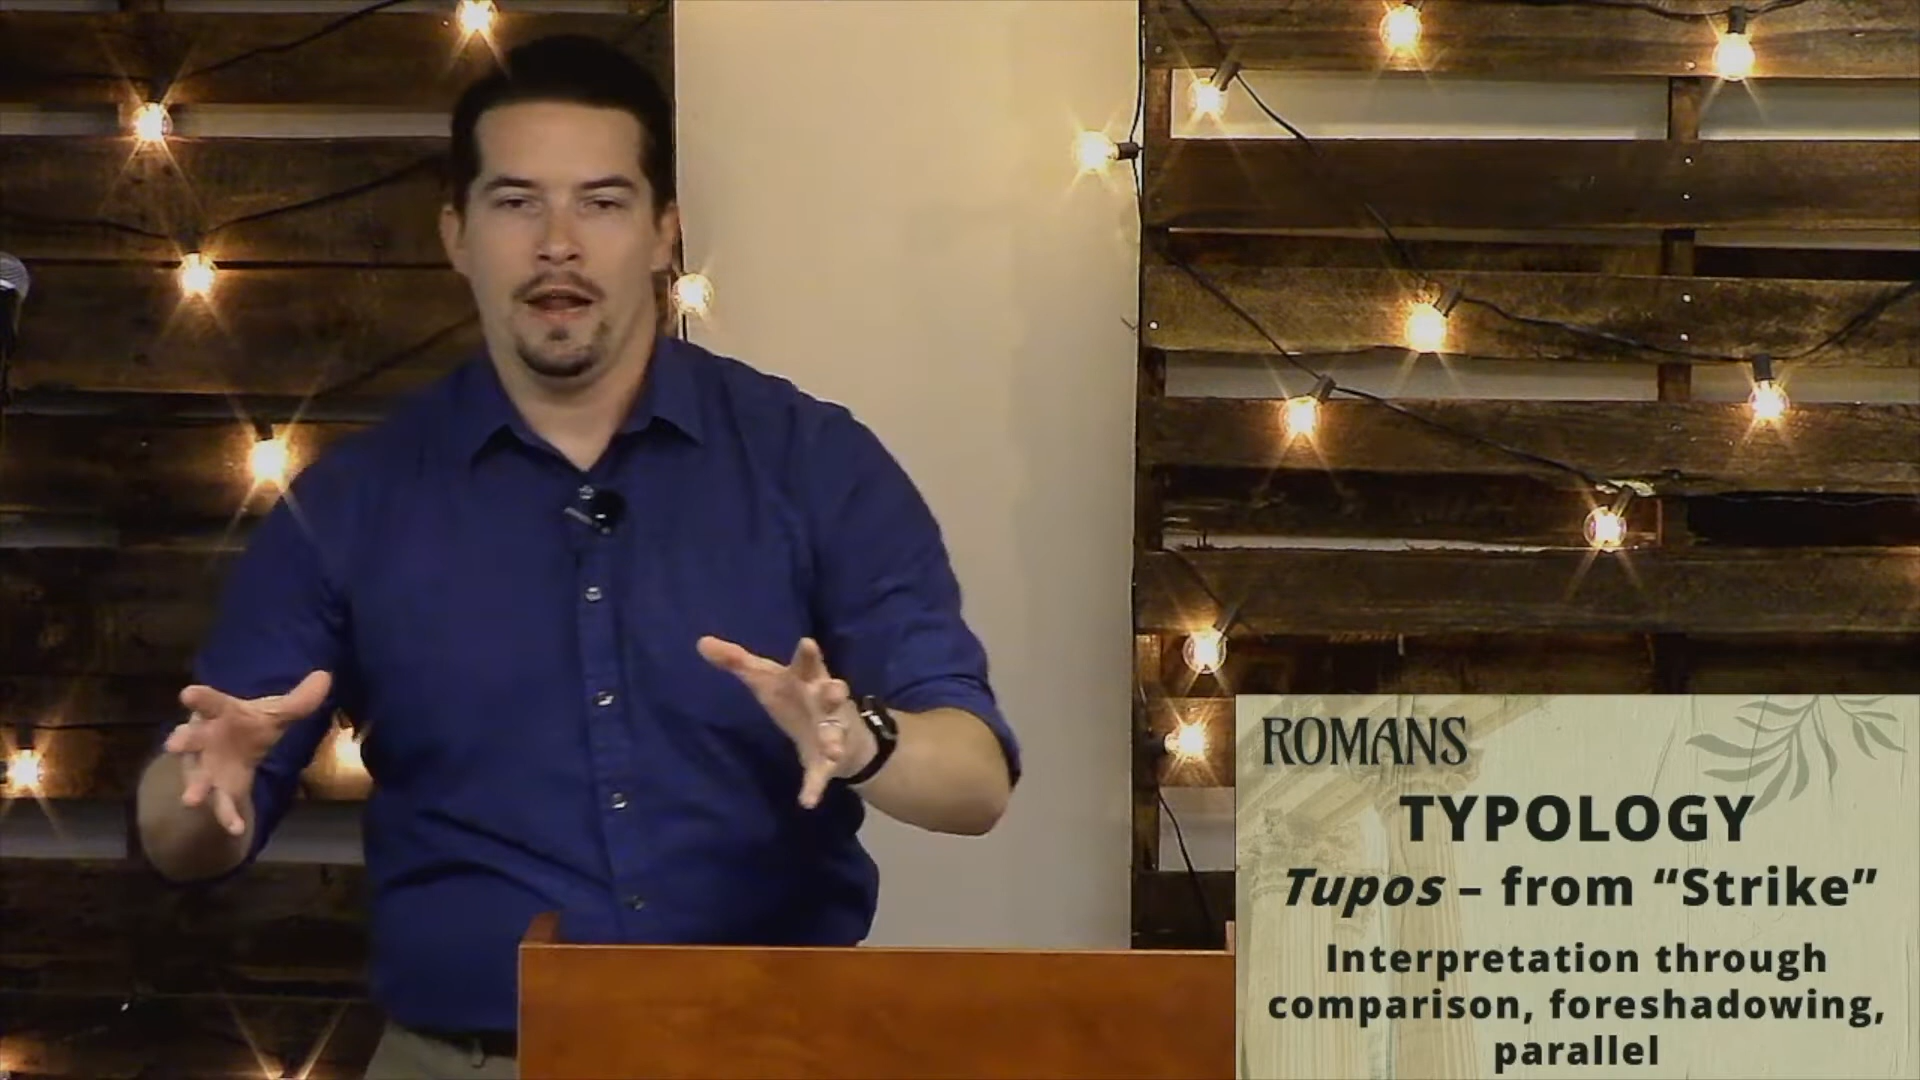 ROMANS
TYPOLOGY
Tupos – from “Strike”
Interpretation through
comparison, foreshadowing,
parallel